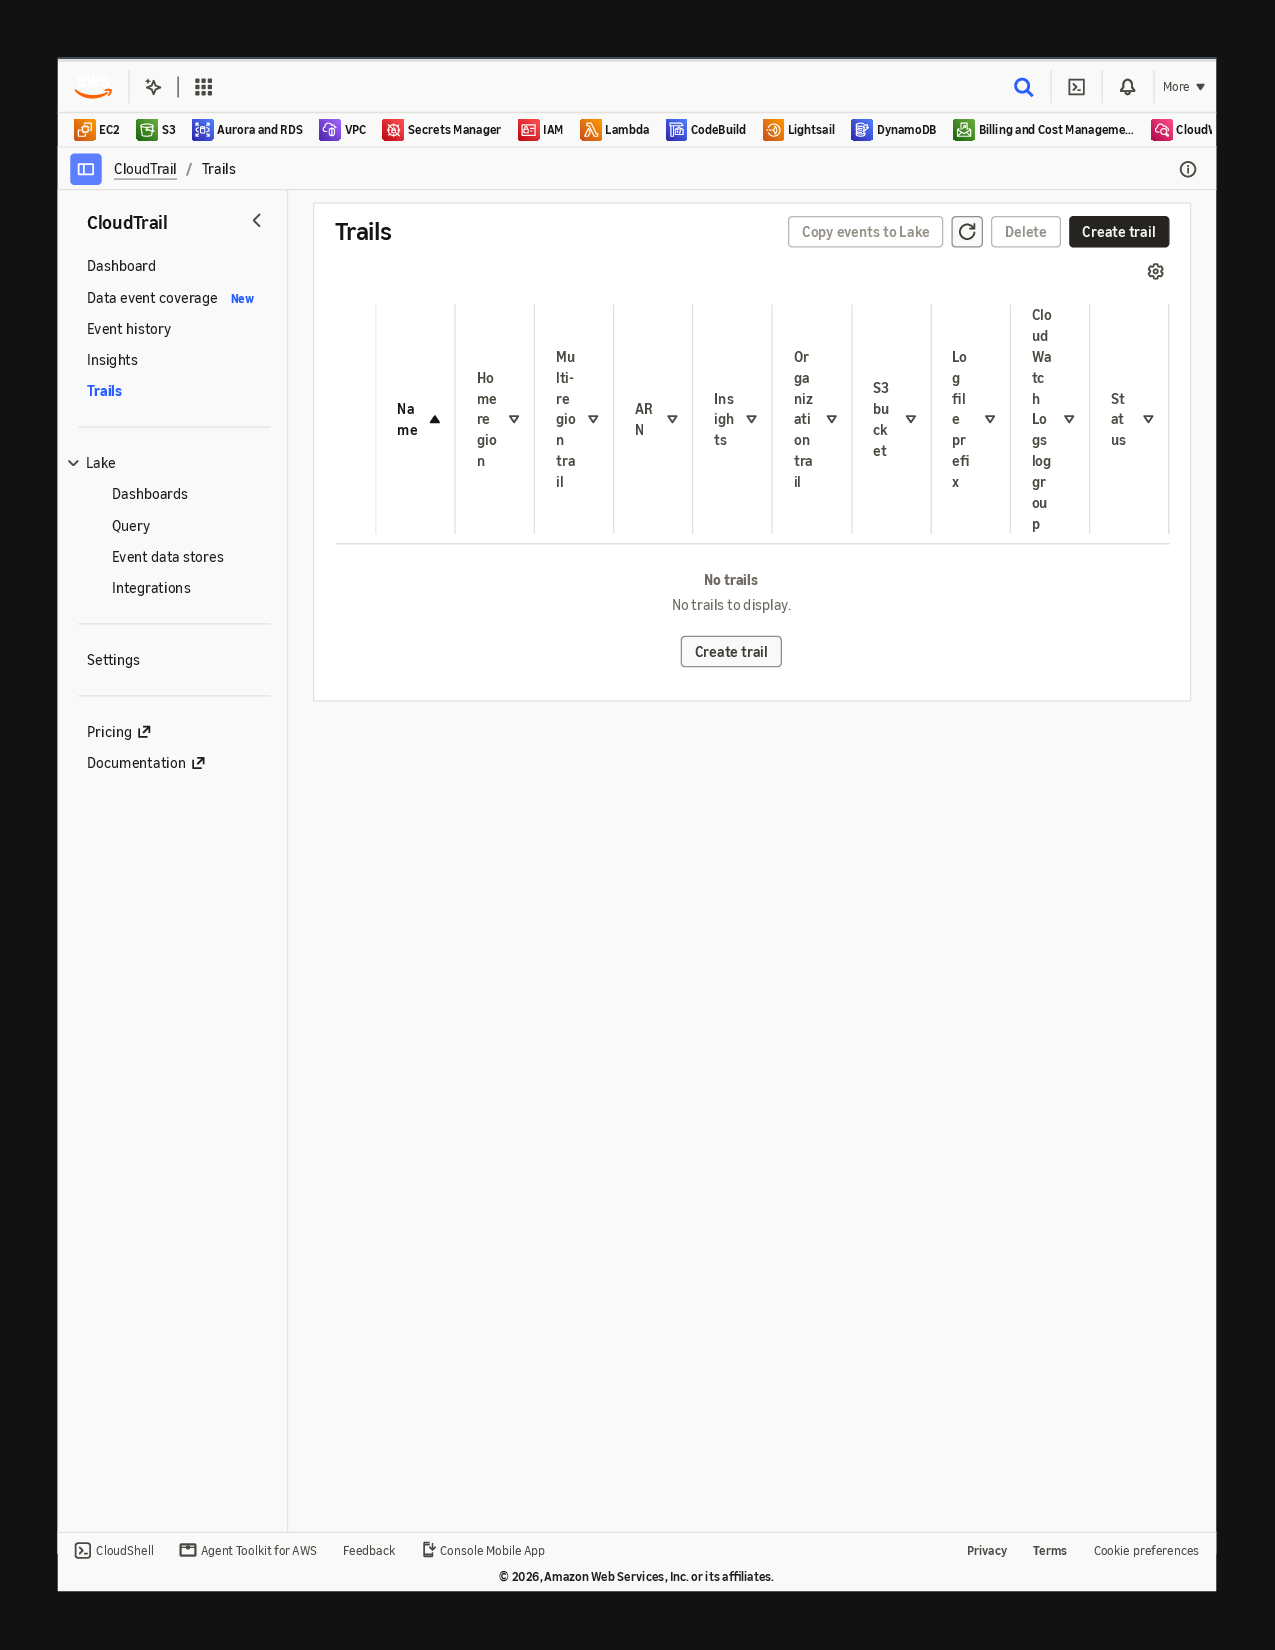 aws
More
EC2 S3 Aurora and RDS VPC Secrets Manager IAM Lambda CodeBuild Lightsail DynamoDB Billing and Cost Manageme...
CloudTrail / Trails
CloudTrail
Dashboard
Data event coverage New
Event history
Insights
Trails
Lake
Dashboards
Query
Event data stores
Integrations
Settings
Pricing
Documentation
Trails
Copy events to Lake
Delete
Create trail
Na
me
Ho
me
re
gio
n
Mu
lti-
re
gio
n
tra
il
AR
N
Ins
igh
ts
Or
ga
niz
ati
on
tra
il
S3
bu
ck
et
Lo
g
fil
e
pr
efi
x
Clo
ud
Wa
tc
h
Lo
gs
log
gr
ou
p
St
at
us
No trails
No trails to display.
Create trail
CloudShell Agent Toolkit for AWS Feedback Console Mobile App Privacy Terms Cookie preferences
© 2026, Amazon Web Services, Inc. or its affiliates.